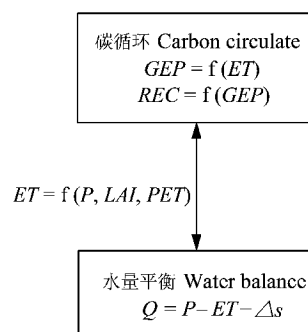 碳循环 Carbon circulate
GEP = f (ET)
REC = f(GEP)
ET = f (P, LAI, PET)
水量平衡 Water balance
Q = P – ET – △s